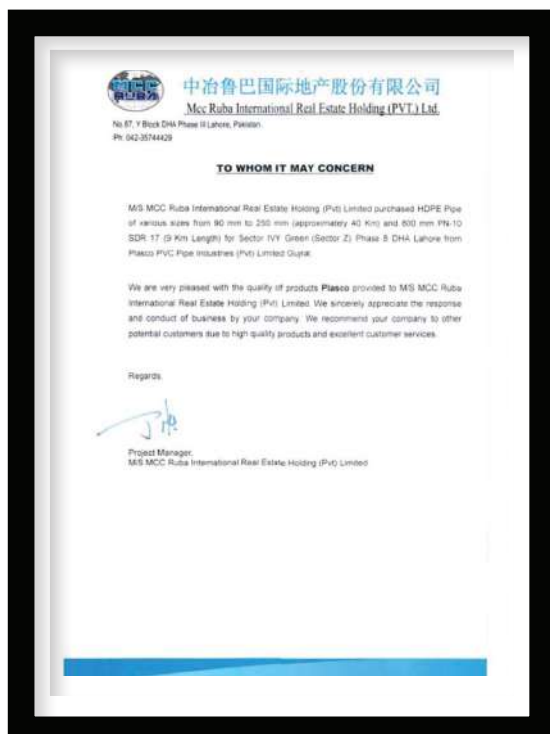 MCC
RUBA
中冶鲁巴国际地产股份有限公司
Mcc Ruba International Real Estate Holding (PVT.) Ltd.
No.87, Y Block DHA Phase III Lahore, Pakistan.
Ph: 042-35744429
TO WHOM IT MAY CONCERN
M/S MCC Ruba International Real Estate Holding (Pvt) Limited purchased HDPE Pipe
of various sizes from 90 mm to 250 mm (approximately 40 Km) and 800 mm PN-10
SDR 17 (9 Km Length) for Sector IVY Green (Sector Z) Phase 8 DHA Lahore from
Plasco PVC Pipe Industries (Pvt) Limited Gujrat.
We are very pleased with the quality of products Plasco provided to M/S MCC Ruba
International Real Estate Holding (Pvt) Limited. We sincerely appreciate the response
and conduct of business by your company. We recommend your company to other
potential customers due to high quality products and excellent customer services.
Regards.
Project Manager,
M/S MCC Ruba International Real Estate Holding (Pvt) Limited